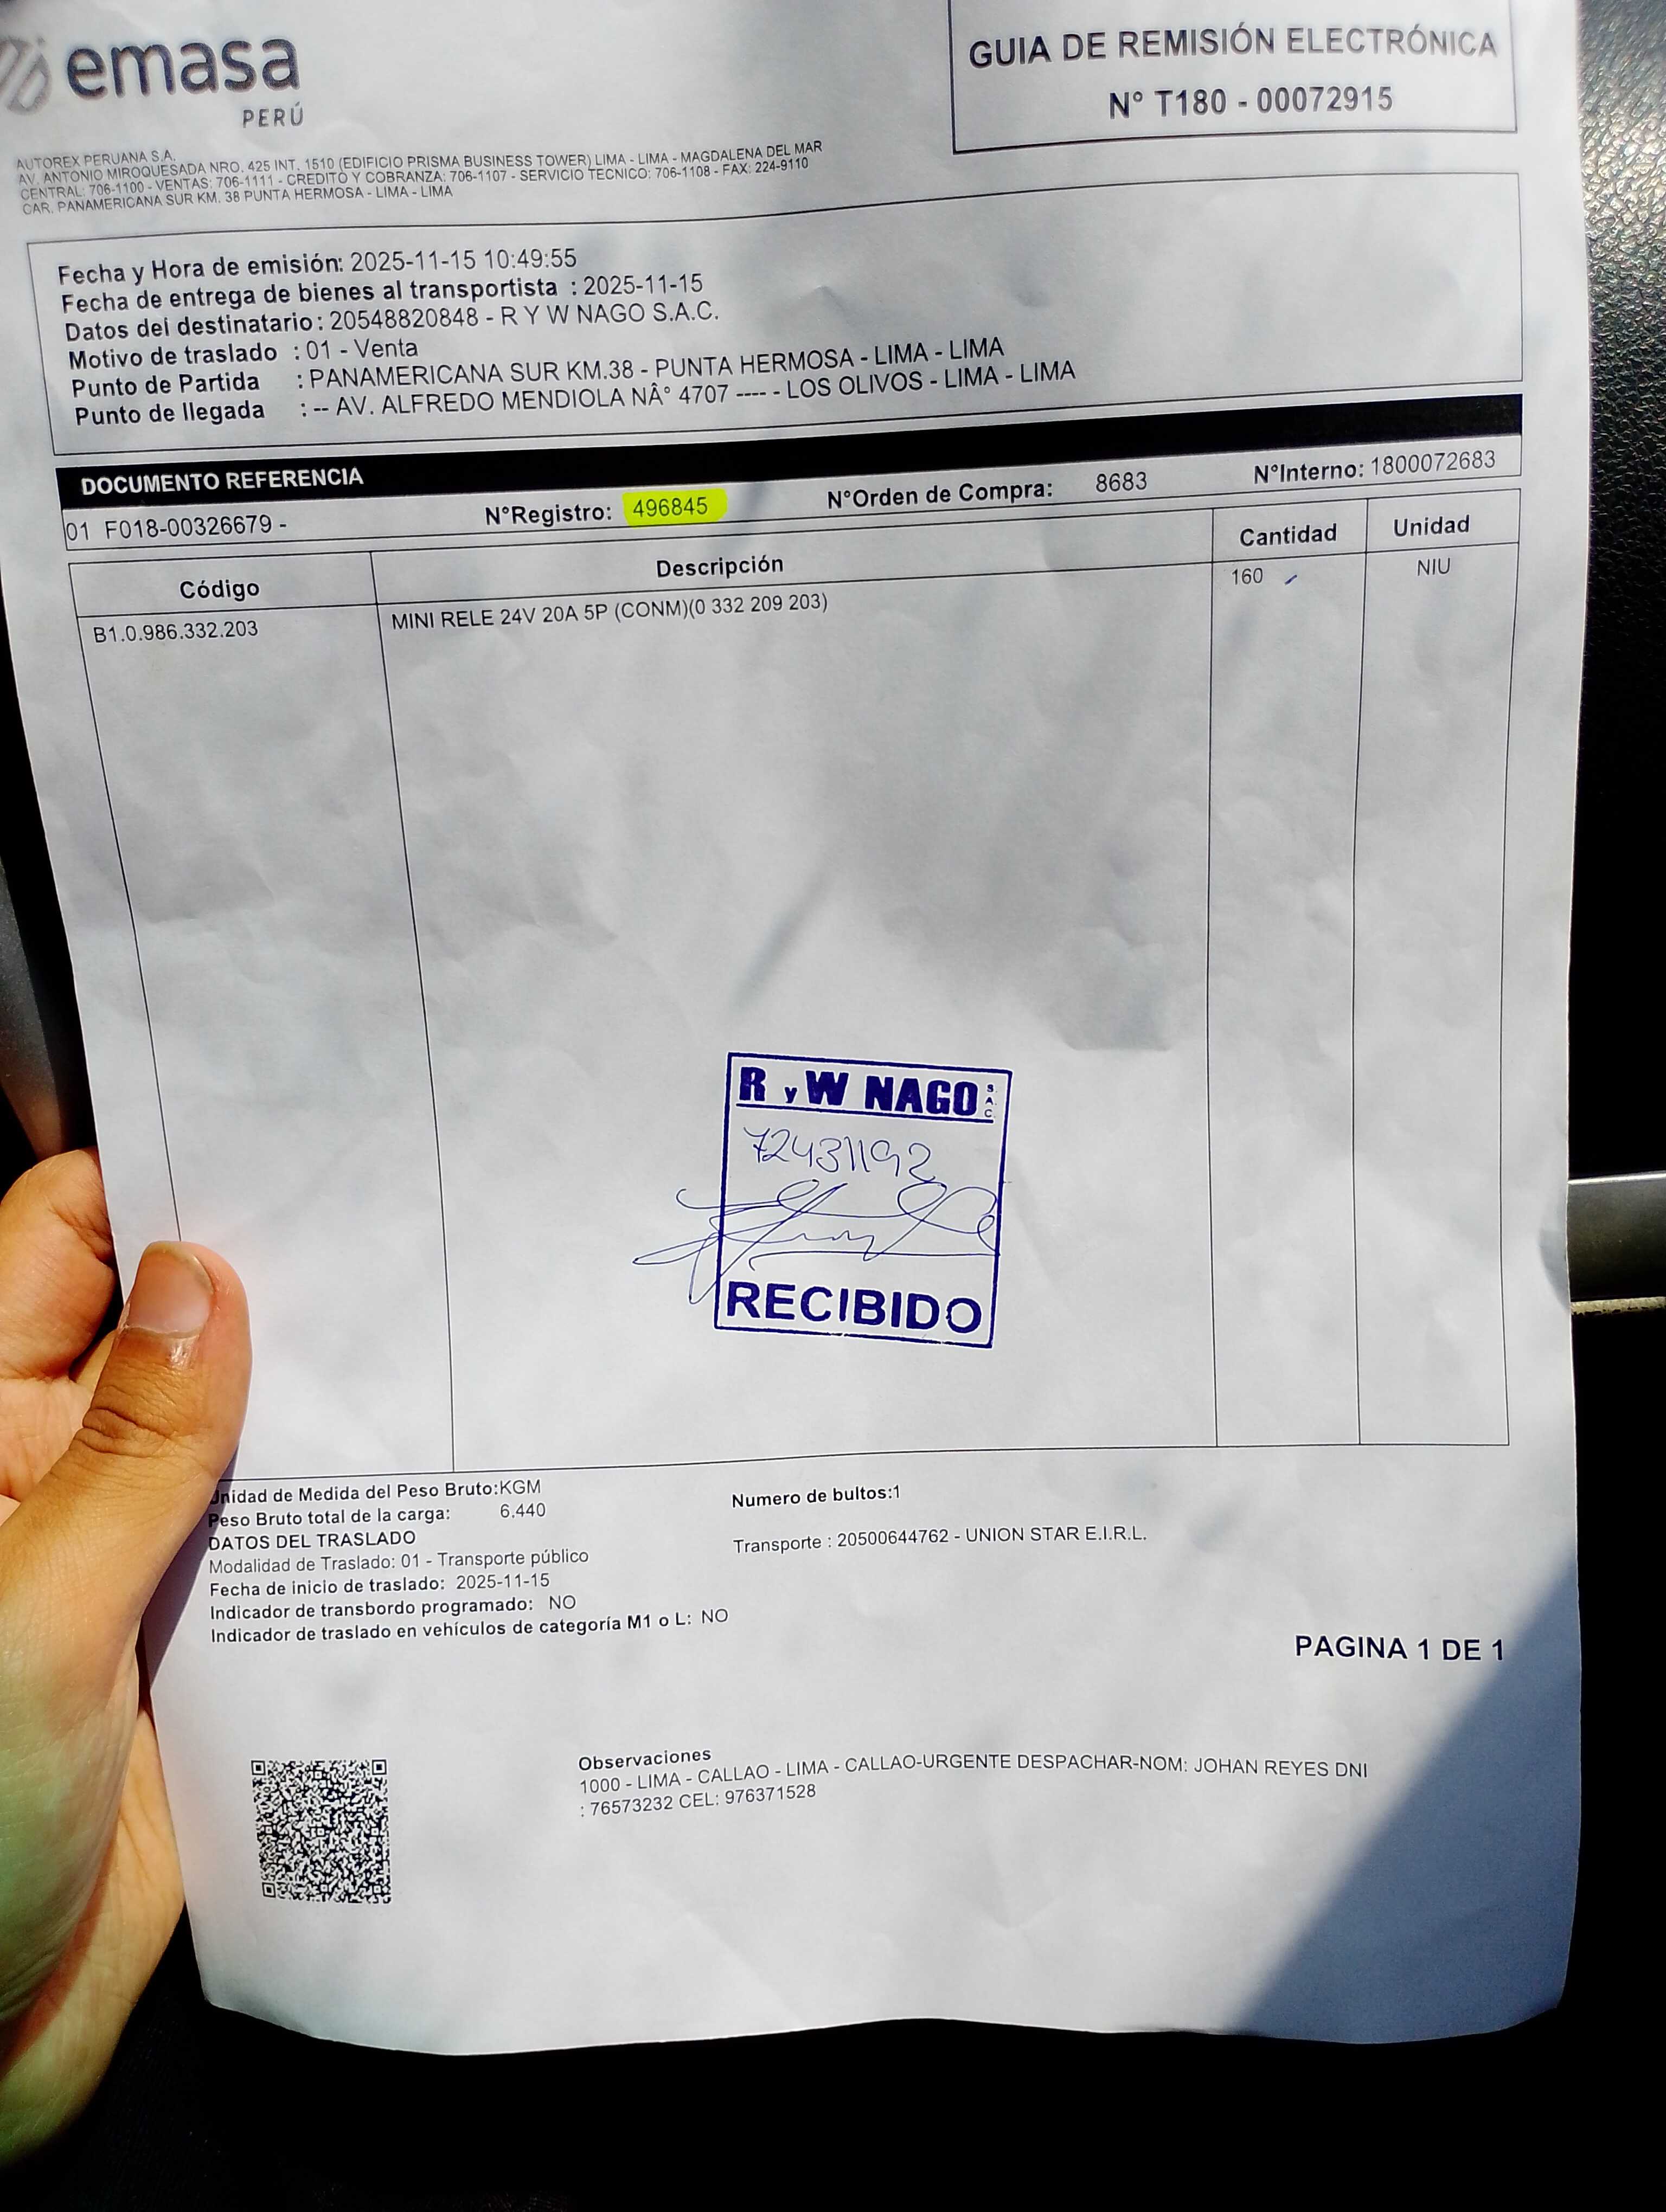 emasa
PERÚ
GUIA DE REMISIÓN ELECTRÓNICA
N° T180 - 00072915
AUTOREX PERUANA S.A.
AV. ANTONIO MIROQUESADA NRO. 425 INT. 1510 (EDIFICIO PRISMA BUSINESS TOWER) LIMA - LIMA - MAGDALENA DEL MAR
CENTRAL: 706-1100 - VENTAS: 706-1111 - CREDITO Y COBRANZA: 706-1107 - SERVICIO TECNICO: 706-1108 - FAX: 224-9110
CAR. PANAMERICANA SUR KM. 38 PUNTA HERMOSA - LIMA - LIMA
Fecha y Hora de emisión: 2025-11-15 10:49:55
Fecha de entrega de bienes al transportista : 2025-11-15
Datos del destinatario : 20548820848 - R Y W NAGO S.A.C.
Motivo de traslado : 01 - Venta
Punto de Partida : PANAMERICANA SUR KM.38 - PUNTA HERMOSA - LIMA - LIMA
Punto de llegada : -- AV. ALFREDO MENDIOLA NÂ° 4707 ---- - LOS OLIVOS - LIMA - LIMA
DOCUMENTO REFERENCIA
01 F018-00326679 - N°Registro: 496845 N°Orden de Compra: 8683 N°Interno: 1800072683
Código Descripción Cantidad Unidad
B1.0.986.332.203 MINI RELE 24V 20A 5P (CONM)(0 332 209 203) 160 NIU
R y W NAGO S.A.C.
72431192
RECIBIDO
Unidad de Medida del Peso Bruto:KGM
Peso Bruto total de la carga: 6.440
Numero de bultos:1
DATOS DEL TRASLADO
Modalidad de Traslado: 01 - Transporte público
Transporte : 20500644762 - UNION STAR E.I.R.L.
Fecha de inicio de traslado: 2025-11-15
Indicador de transbordo programado: NO
Indicador de traslado en vehículos de categoría M1 o L: NO
PAGINA 1 DE 1
Observaciones
1000 - LIMA - CALLAO - LIMA - CALLAO-URGENTE DESPACHAR-NOM: JOHAN REYES DNI
: 76573232 CEL: 976371528